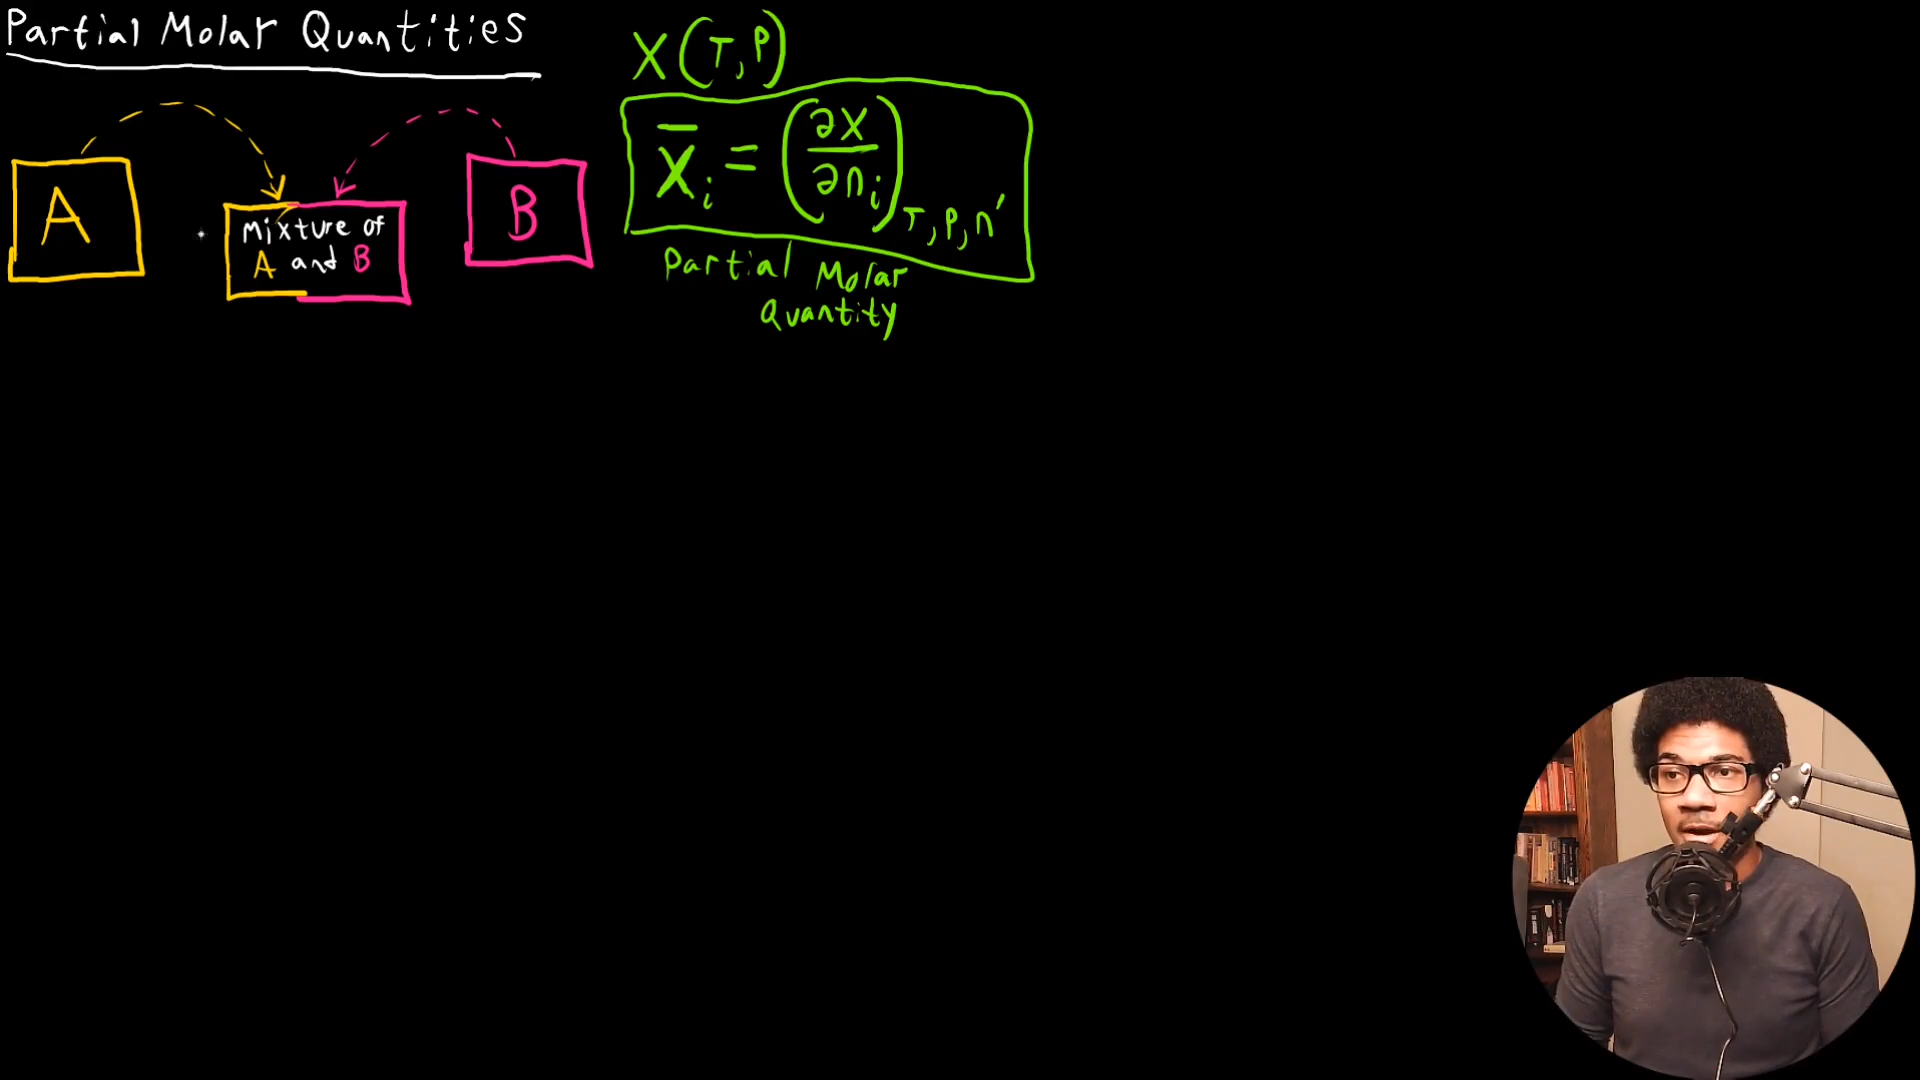 Partial Molar Quantities
A
Mixture of
A and B
B
X(T,P)
X̄ᵢ = (∂X/∂nᵢ)T,P,n′
Partial Molar
Quantity